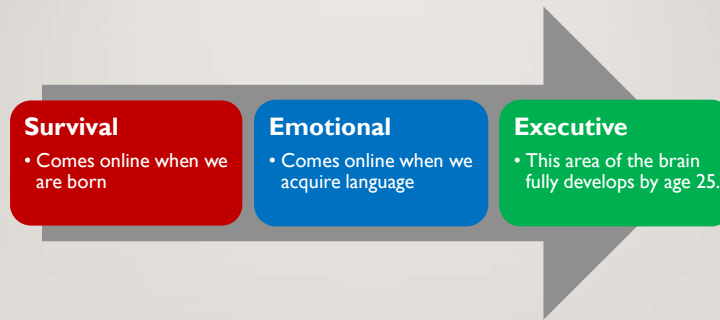 Survival
• Comes online when we
are born
Emotional
• Comes online when we
acquire language
Executive
• This area of the brain
fully develops by age 25.